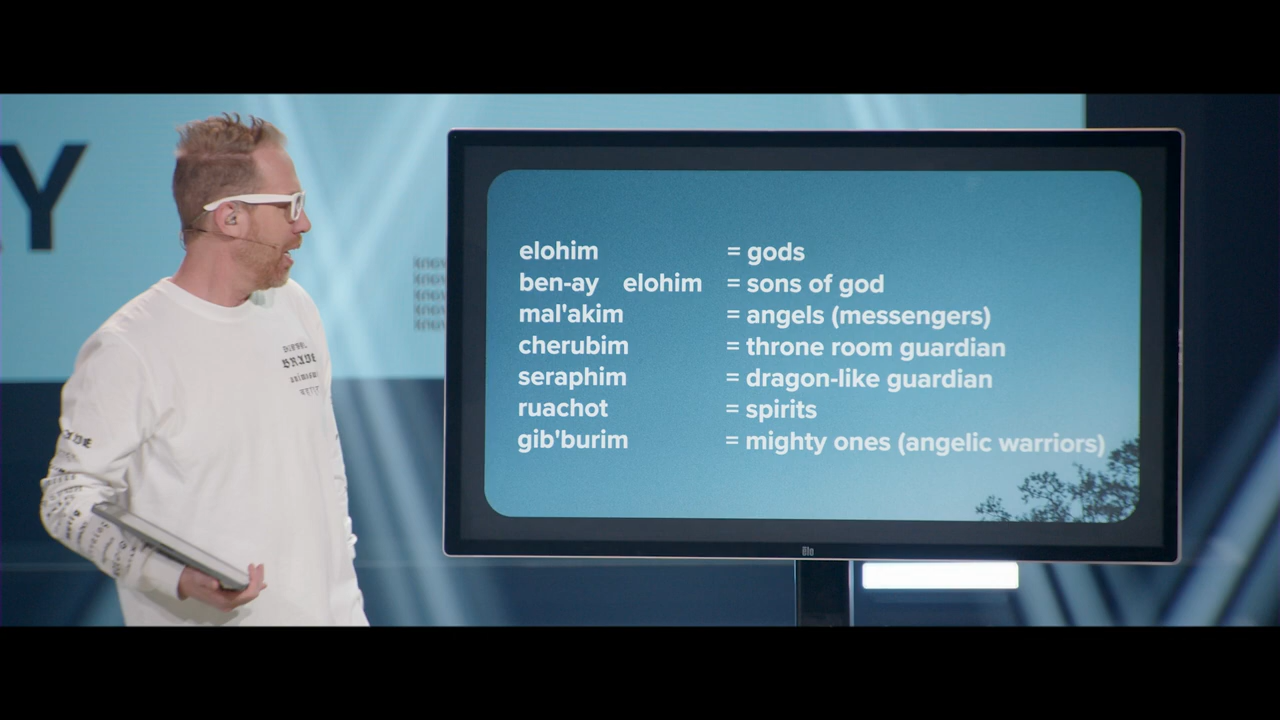 Y
elohim = gods
ben-ay elohim = sons of god
mal'akim = angels (messengers)
cherubim = throne room guardian
seraphim = dragon-like guardian
ruachot = spirits
gib'burim = mighty ones (angelic warriors)
elo